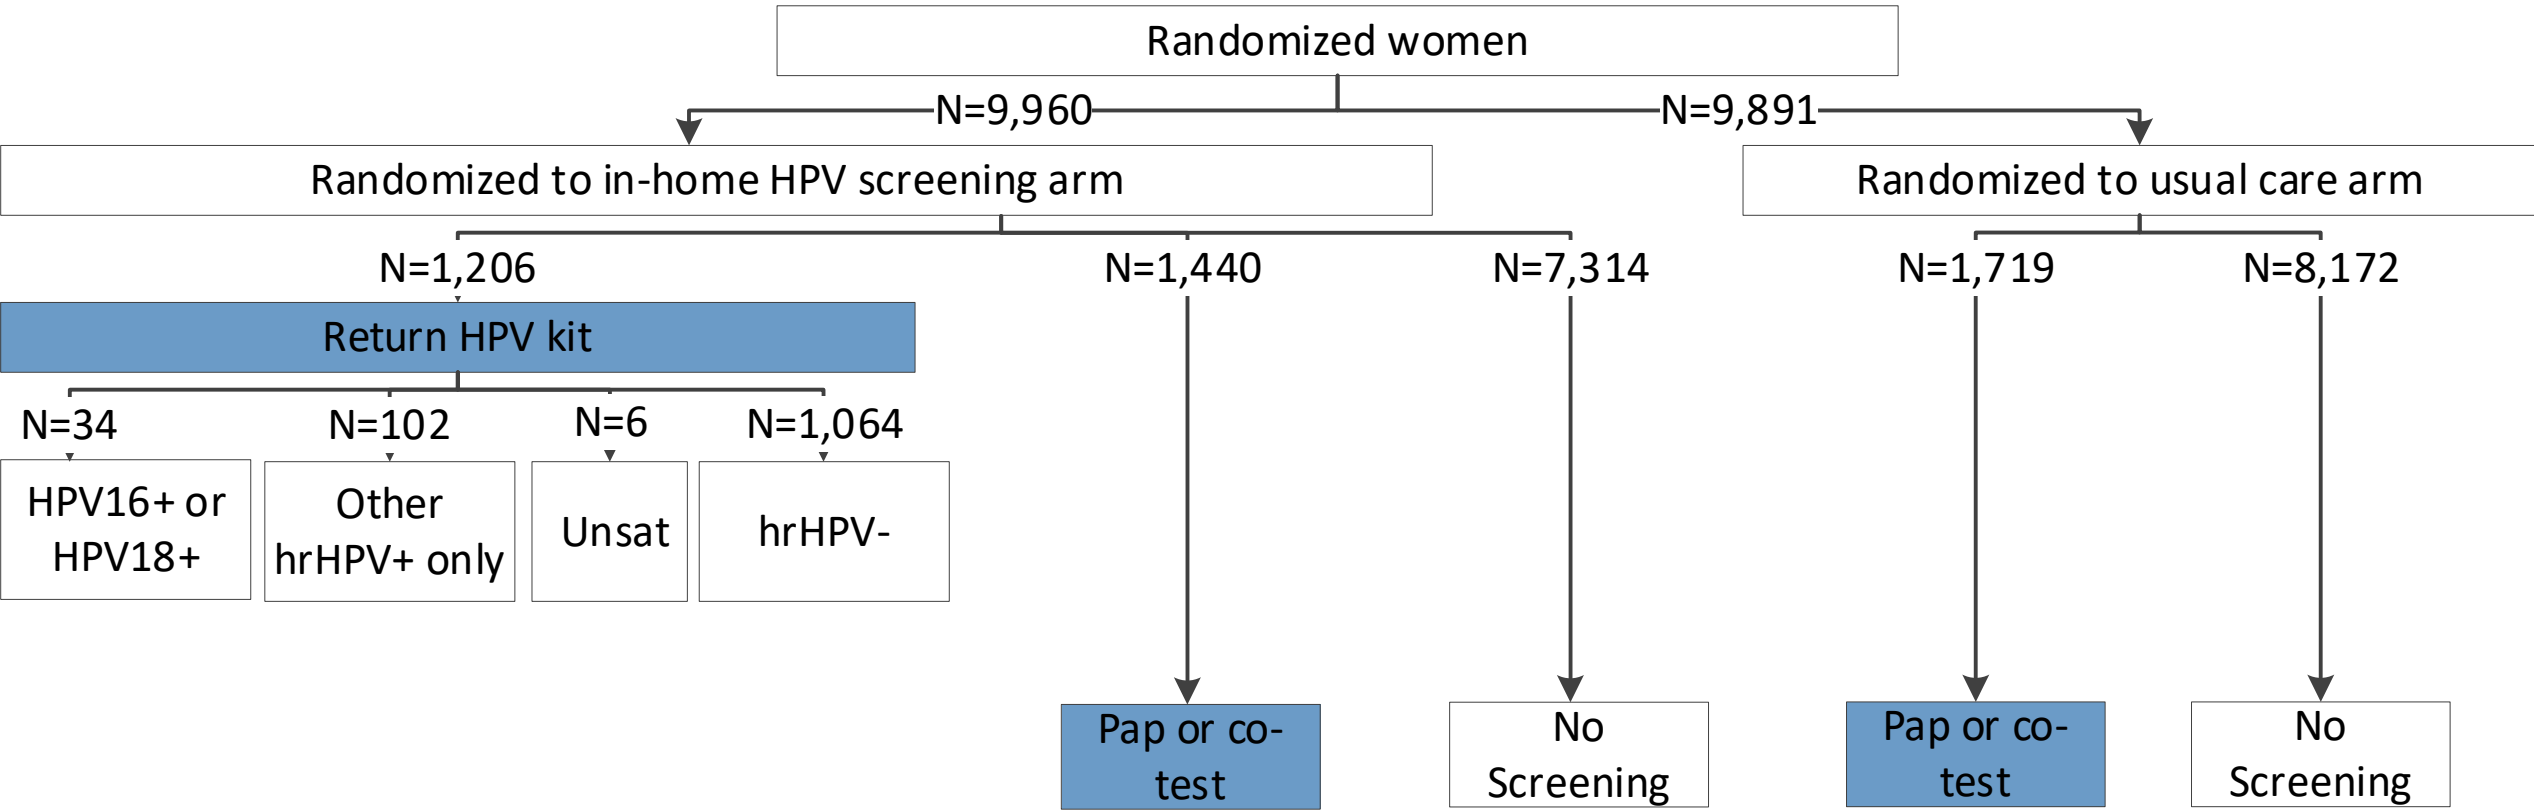 Randomized women
N=9,960
N=9,891
Randomized to in-home HPV screening arm
Randomized to usual care arm
N=1,206
N=1,440
N=7,314
N=1,719
N=8,172
Return HPV kit
N=34
N=102
N=6
N=1,064
HPV16+ or
HPV18+
Other
hrHPV+ only
Unsat
hrHPV-
Pap or co-
test
No
Screening
Pap or co-
test
No
Screening